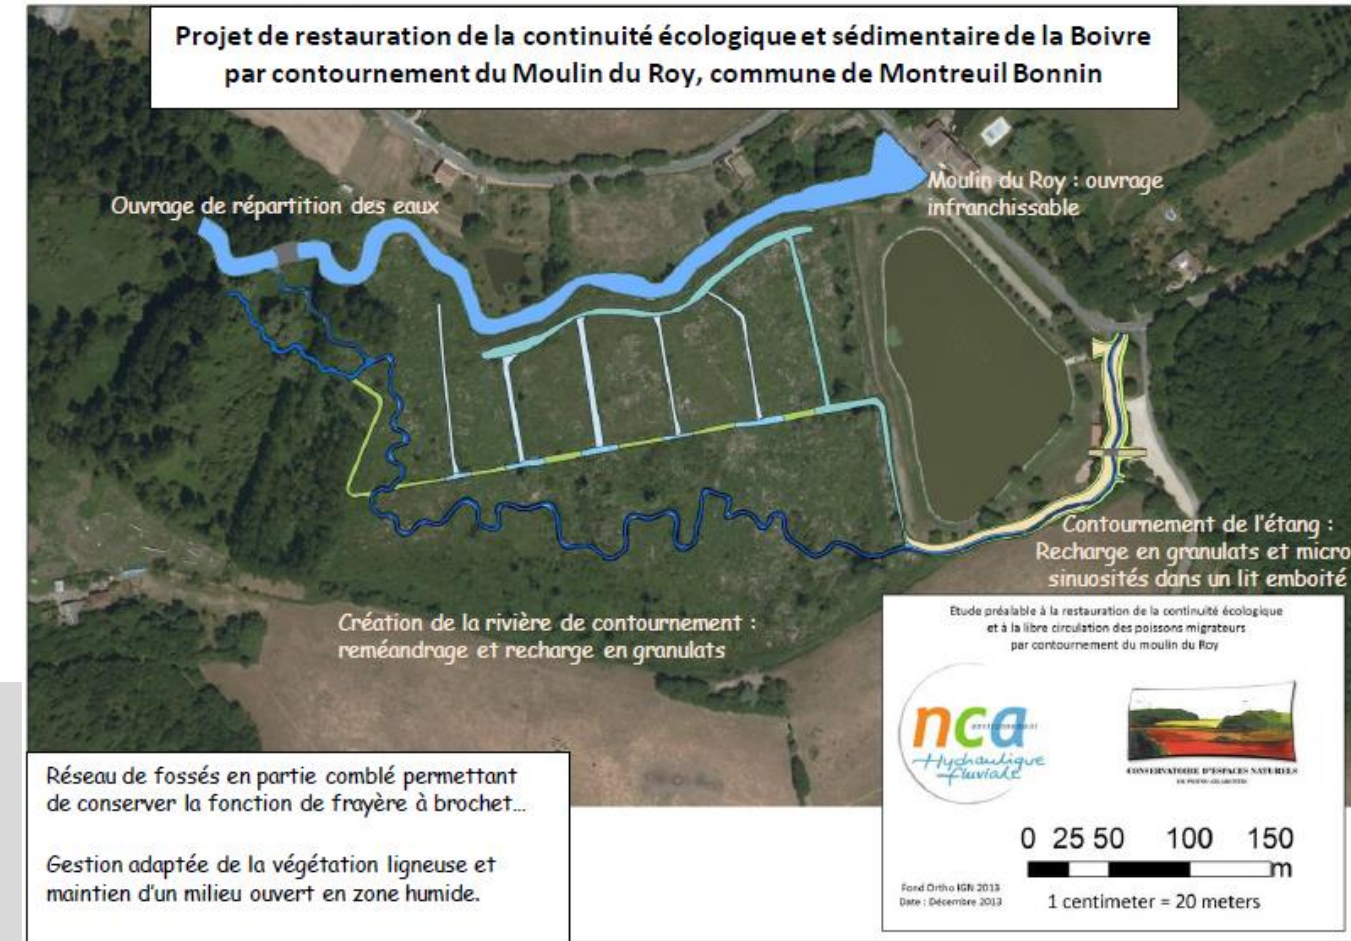 Projet de restauration de la continuité écologique et sédimentaire de la Boivre
par contournement du Moulin du Roy, commune de Montreuil Bonnin
Ouvrage de répartition des eaux
Moulin du Roy : ouvrage
infranchissable
Contournement de l'étang :
Recharge en granulats et micro
sinuosités dans un lit emboité
Création de la rivière de contournement :
reméandrage et recharge en granulats
Etude préalable à la restauration de la continuité écologique
et à la libre circulation des poissons migrateurs
par contournement du moulin du Roy
nca
environnement
Hydraulique
fluviale
CONSERVATOIRE D'ESPACES NATURELS
DE POITOU-CHARENTES
Réseau de fossés en partie comblé permettant
de conserver la fonction de frayère à brochet...
Gestion adaptée de la végétation ligneuse et
maintien d'un milieu ouvert en zone humide.
0 25 50 100 150
m
Fond Ortho IGN 2013
Date : Décembre 2013
1 centimeter = 20 meters